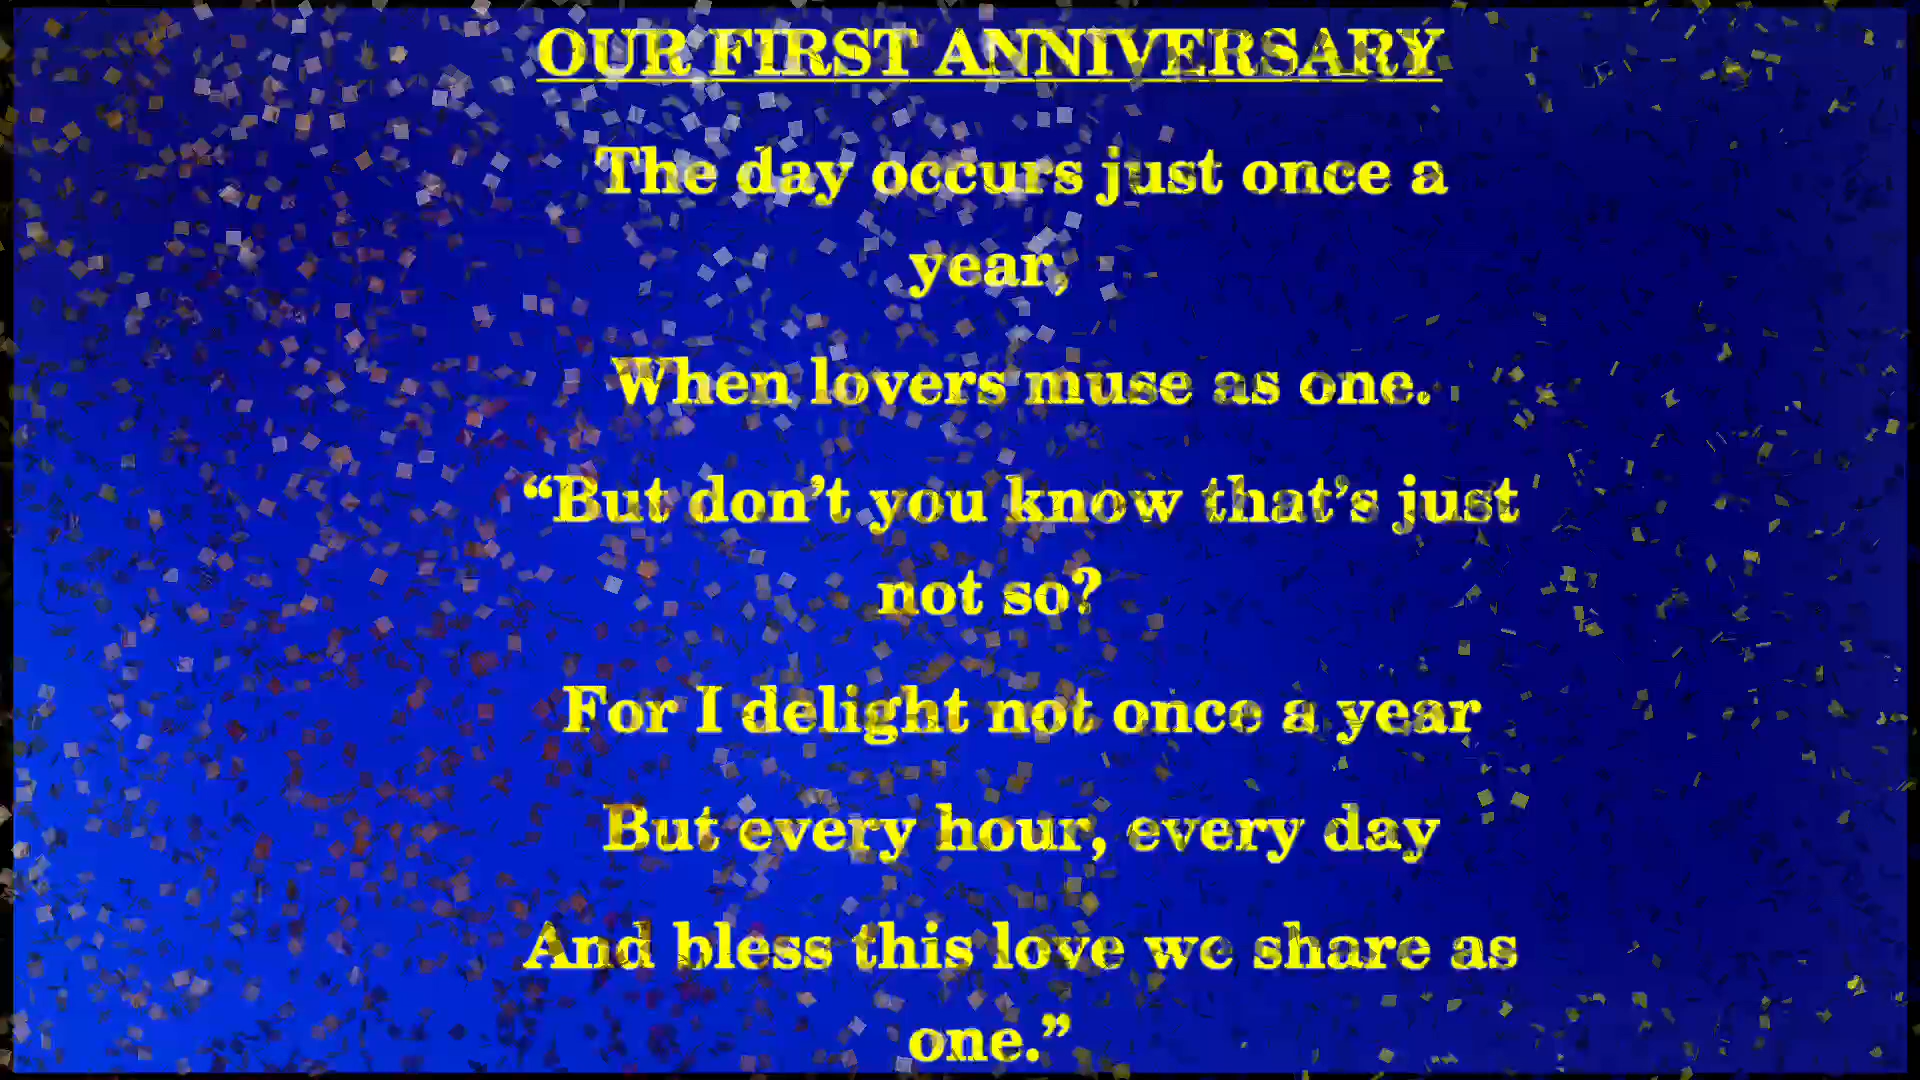 OUR FIRST ANNIVERSARY
The day occurs just once a
year,
When lovers muse as one.
“But don’t you know that’s just
not so?
For I delight not once a year
But every hour, every day
And bless this love we share as
one.”